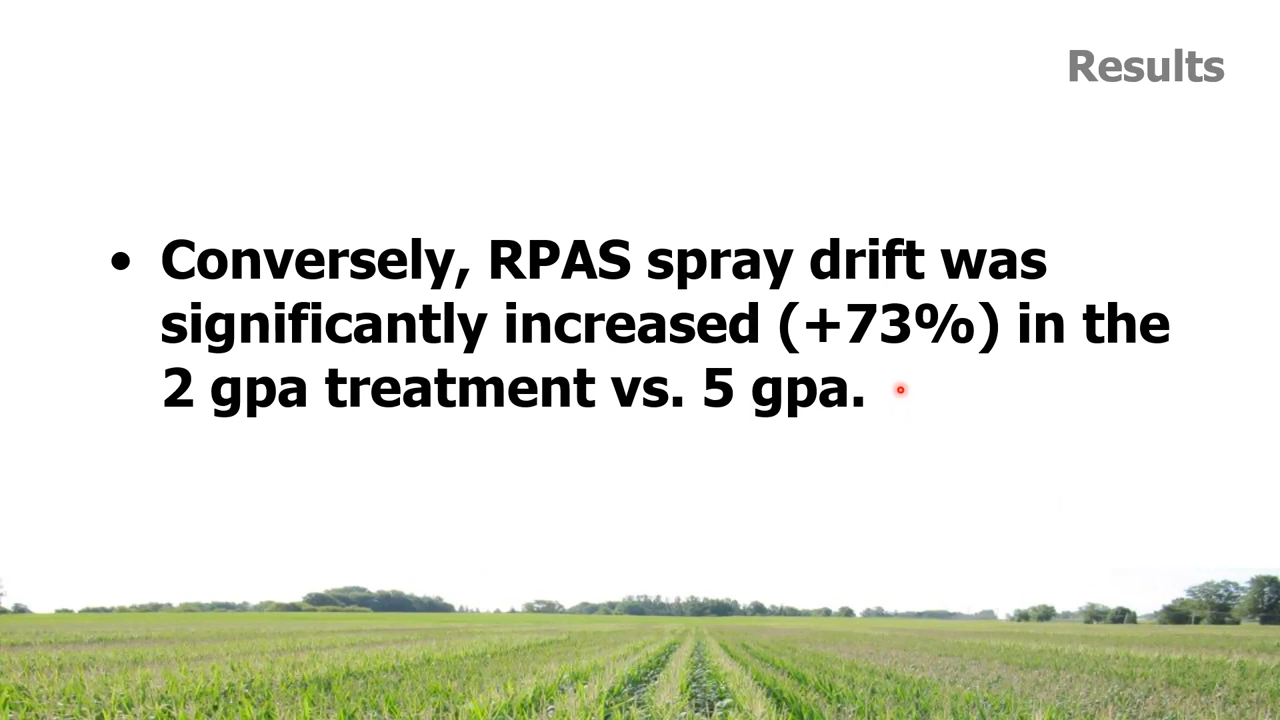 Results
• Conversely, RPAS spray drift was
significantly increased (+73%) in the
2 gpa treatment vs. 5 gpa.